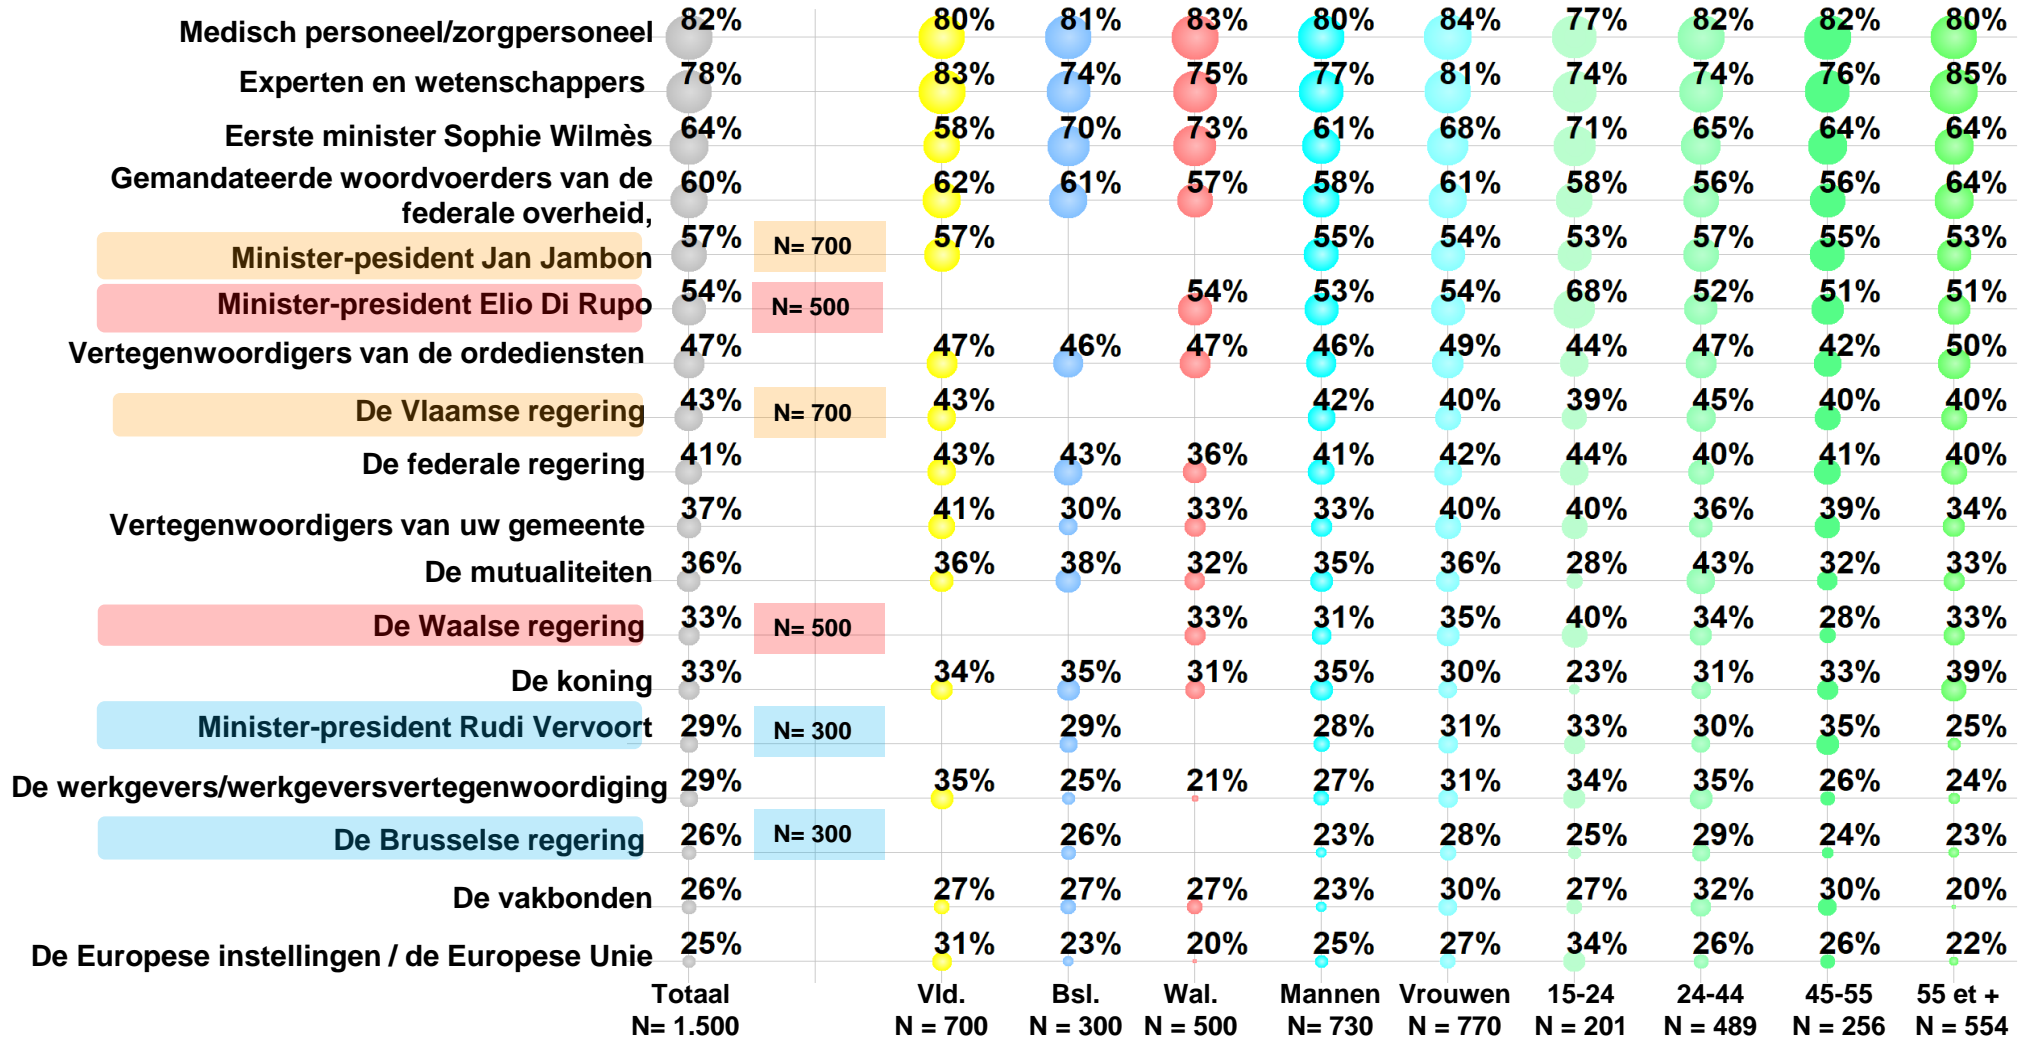 Medisch personeel/zorgpersoneel 82% 80% 81% 83% 80% 84% 77% 82% 82% 80%
Experten en wetenschappers 78% 83% 74% 75% 77% 81% 74% 74% 76% 85%
Eerste minister Sophie Wilmès 64% 58% 70% 73% 61% 68% 71% 65% 64% 64%
Gemandateerde woordvoerders van de
federale overheid, 60% 62% 61% 57% 58% 61% 58% 56% 56% 64%
Minister-pesident Jan Jambon 57% N= 700 57% 55% 54% 53% 57% 55% 53%
Minister-president Elio Di Rupo 54% N= 500 54% 53% 54% 68% 52% 51% 51%
Vertegenwoordigers van de ordediensten 47% 47% 46% 47% 46% 49% 44% 47% 42% 50%
De Vlaamse regering 43% N= 700 43% 42% 40% 39% 45% 40% 40%
De federale regering 41% 43% 43% 36% 41% 42% 44% 40% 41% 40%
Vertegenwoordigers van uw gemeente 37% 41% 30% 33% 33% 40% 40% 36% 39% 34%
De mutualiteiten 36% 36% 38% 32% 35% 36% 28% 43% 32% 33%
De Waalse regering 33% N= 500 33% 31% 35% 40% 34% 28% 33%
De koning 33% 34% 35% 31% 35% 30% 23% 31% 33% 39%
Minister-president Rudi Vervoort 29% N= 300 29% 28% 31% 33% 30% 35% 25%
De werkgevers/werkgeversvertegenwoordiging 29% 35% 25% 21% 27% 31% 34% 35% 26% 24%
De Brusselse regering 26% N= 300 26% 23% 28% 25% 29% 24% 23%
De vakbonden 26% 27% 27% 27% 23% 30% 27% 32% 30% 20%
De Europese instellingen / de Europese Unie 25% 31% 23% 20% 25% 27% 34% 26% 26% 22%
Totaal Vld. Bsl. Wal. Mannen Vrouwen 15-24 24-44 45-55 55 et +
N= 1.500 N = 700 N = 300 N = 500 N= 730 N = 770 N = 201 N = 489 N = 256 N = 554